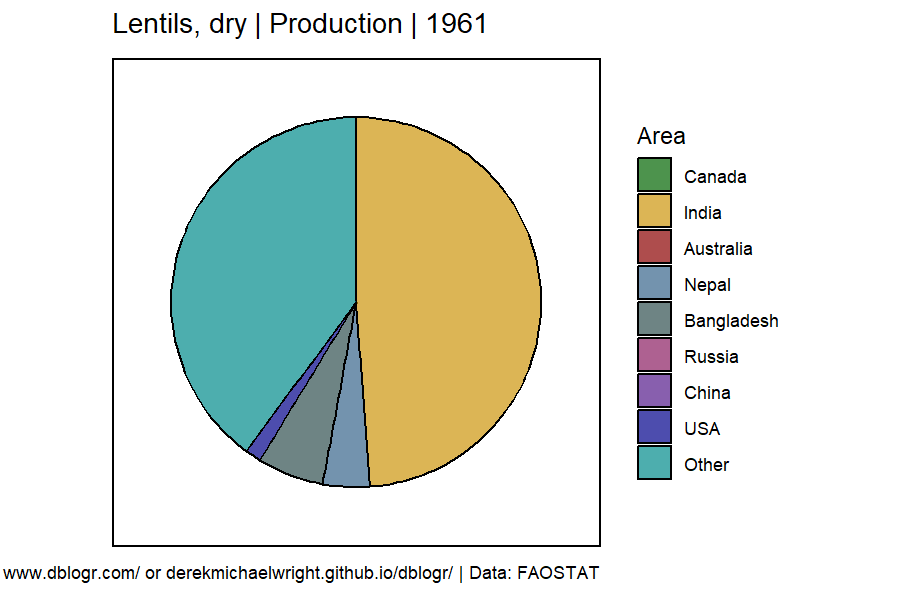 Lentils, dry | Production | 1961
Area
Canada
India
Australia
Nepal
Bangladesh
Russia
China
USA
Other
www.dblogr.com/ or derekmichaelwright.github.io/dblogr/ | Data: FAOSTAT